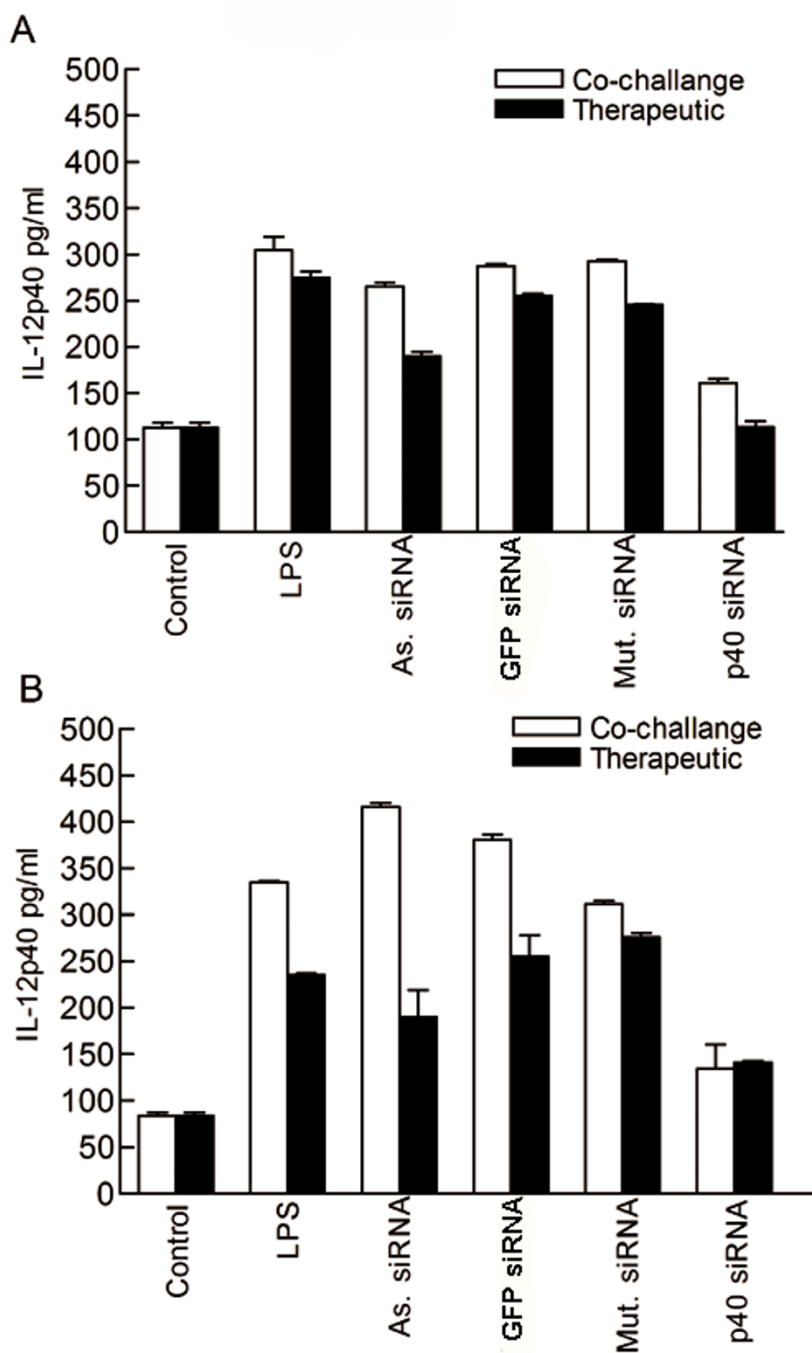 A
500
450
400
350
300
250
200
150
100
50
0
IL-12p40 pg/ml
Co-challange
Therapeutic
Control
LPS
As. siRNA
GFP siRNA
Mut. siRNA
p40 siRNA
B
500
450
400
350
300
250
200
150
100
50
0
IL-12p40 pg/ml
Co-challange
Therapeutic
Control
LPS
As. siRNA
GFP siRNA
Mut. siRNA
p40 siRNA